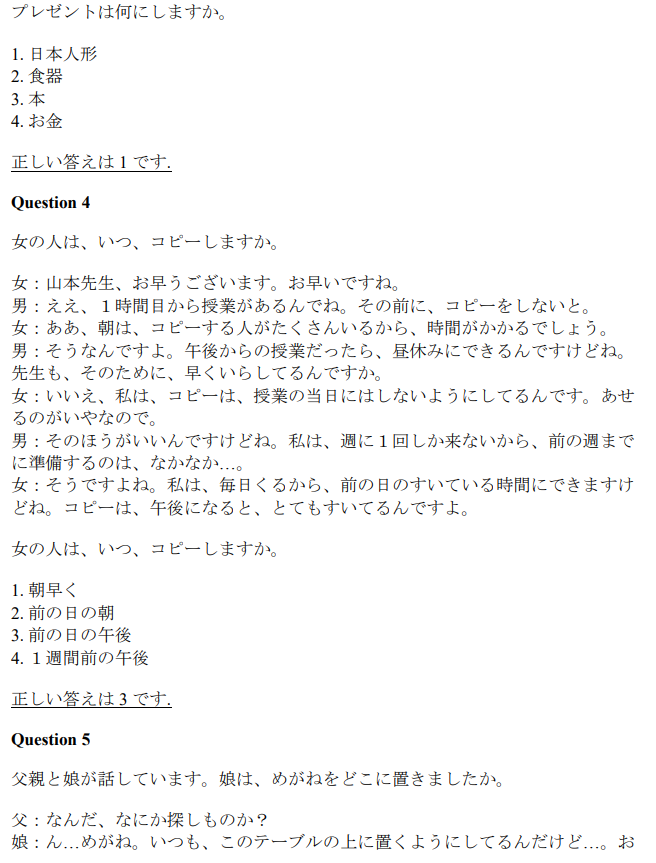 プレゼントは何にしますか。
1. 日本人形
2. 食器
3. 本
4. お金
正しい答えは 1 です.
Question 4
女の人は、いつ、コピーしますか。
女：山本先生、お早うございます。お早いですね。
男：ええ、１時間目から授業があるんでね。その前に、コピーをしないと。
女：ああ、朝は、コピーする人がたくさんいるから、時間がかかるでしょう。
男：そうなんですよ。午後からの授業だったら、昼休みにできるんですけどね。
先生も、そのために、早くいらしてるんですか。
女：いいえ、私は、コピーは、授業の当日にはしないようにしてるんです。あせ
るのがいやなので。
男：そのほうがいいんですけどね。私は、週に１回しか来ないから、前の週まで
に準備するのは、なかなか…。
女：そうですよね。私は、毎日くるから、前の日のすいている時間にできますけ
どね。コピーは、午後になると、とてもすいてるんですよ。
女の人は、いつ、コピーしますか。
1. 朝早く
2. 前の日の朝
3. 前の日の午後
4. １週間前の午後
正しい答えは 3 です.
Question 5
父親と娘が話しています。娘は、めがねをどこに置きましたか。
父：なんだ、なにか探しものか？
娘：ん…めがね。いつも、このテーブルの上に置くようにしてるんだけど…。お